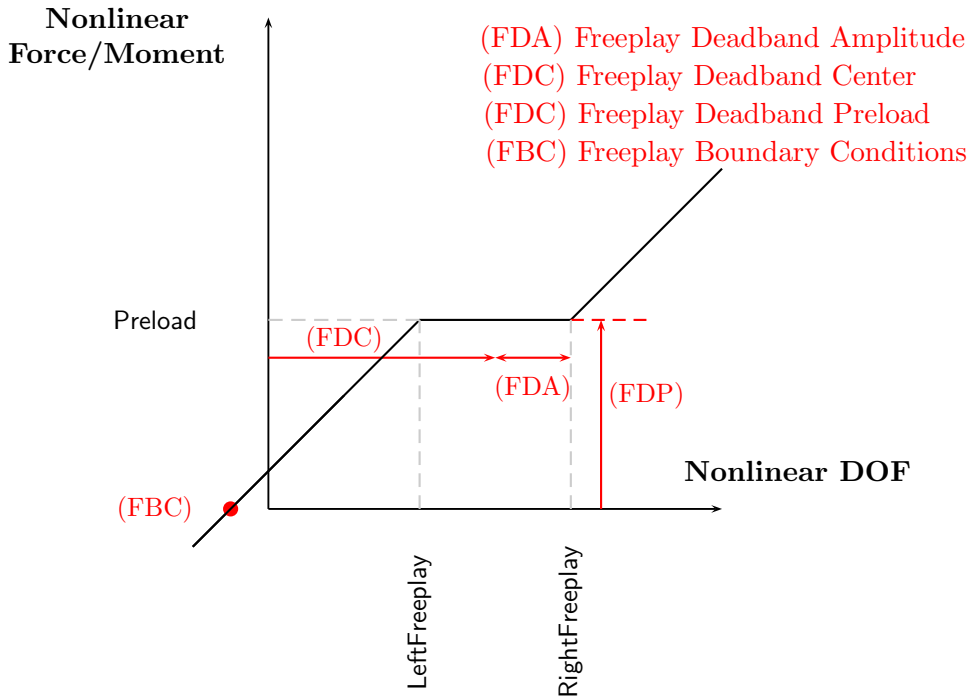 Nonlinear
Force/Moment
(FDA) Freeplay Deadband Amplitude
(FDC) Freeplay Deadband Center
(FDC) Freeplay Deadband Preload
(FBC) Freeplay Boundary Conditions
Preload
(FDC)
(FDA)
(FDP)
Nonlinear DOF
(FBC)
LeftFreeplay
RightFreeplay